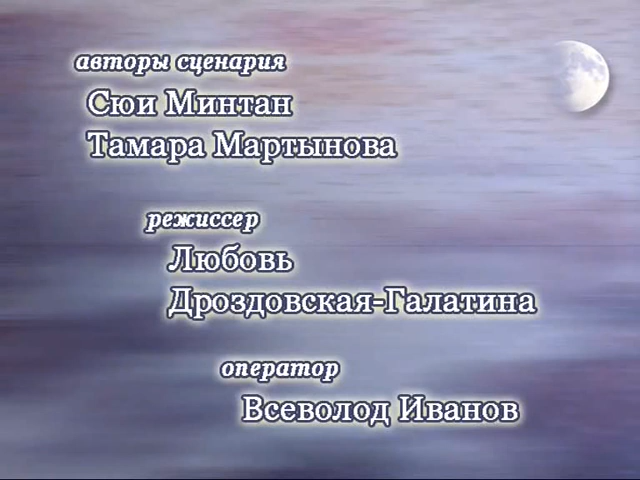 авторы сценария
Сюи Минтан
Тамара Мартынова
режиссер
Любовь
Дроздовская-Галатина
оператор
Всеволод Иванов